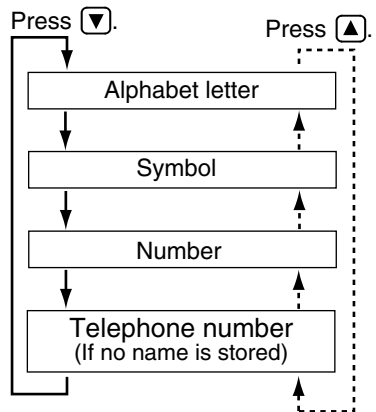 Press ▼.
Press ▲.
Alphabet letter
Symbol
Number
Telephone number
(If no name is stored)